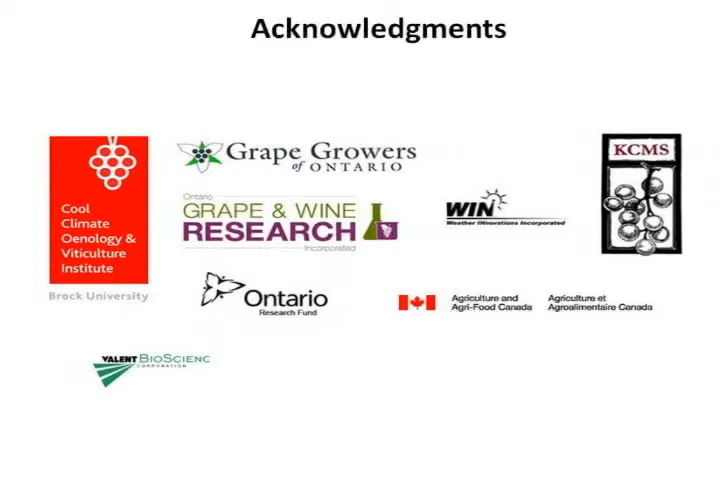 Acknowledgments
Cool
Climate
Oenology &
Viticulture
Institute
Brock University
Grape Growers
of ONTARIO
Ontario
GRAPE & WINE
RESEARCH
Incorporated
WIN
Weather INnovations Incorporated
KCMS
Ontario
Research Fund
Agriculture and
Agri-Food Canada
Agriculture et
Agroalimentaire Canada
VALENT BIOSCIENC
CORPORATION